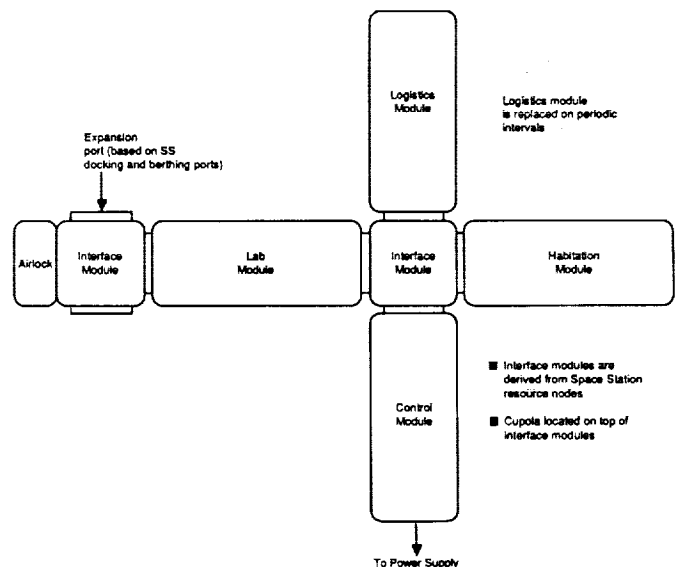 Logistics
Module
Logistics module
is replaced on periodic
intervals
Expansion
port (based on SS
docking and berthing ports)
Airlock
Interface
Module
Lab
Module
Interface
Module
Habitation
Module
■ Interface modules are
derived from Space Station
resource nodes
■ Cupola located on top of
interface modules
Control
Module
To Power Supply